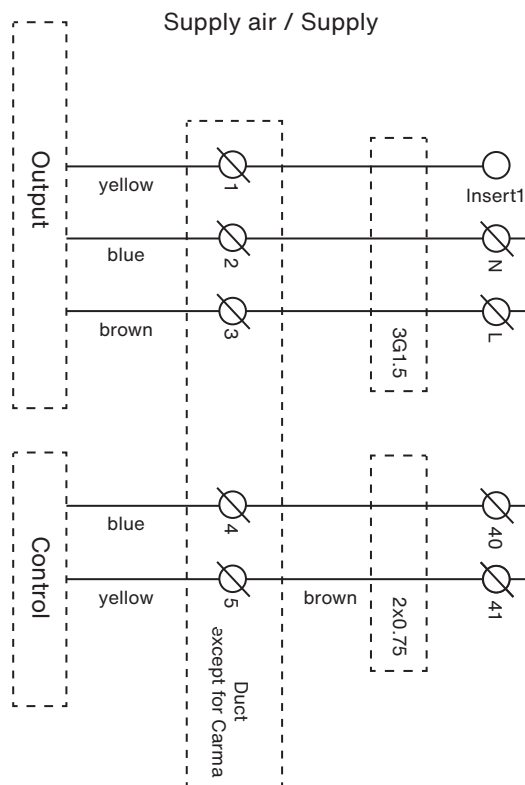 Supply air / Supply
Output
yellow
1
Insert1
blue
2
N
brown
3
L
3G1.5
Control
blue
4
40
yellow
5
brown
41
2x0.75
Duct
except for Carma